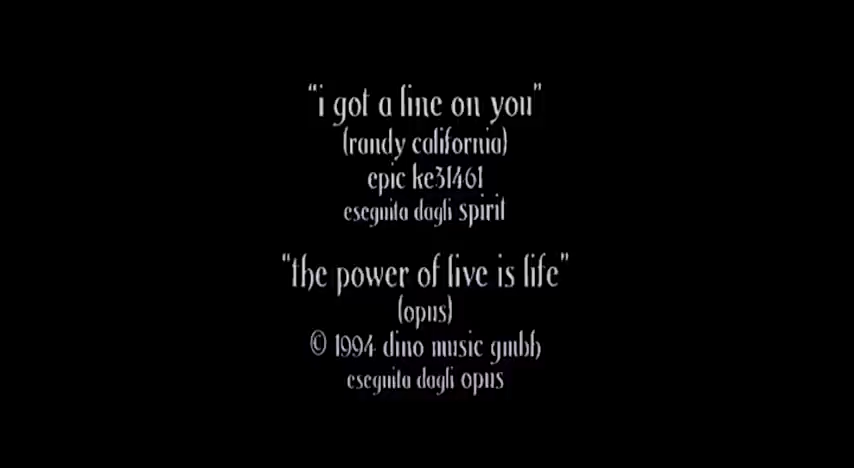 "i got a line on you"
(randy california)
epic ke31461
eseguita dagli spirit
"the power of live is life"
(opus)
© 1994 dino music gmbh
eseguita dagli opus